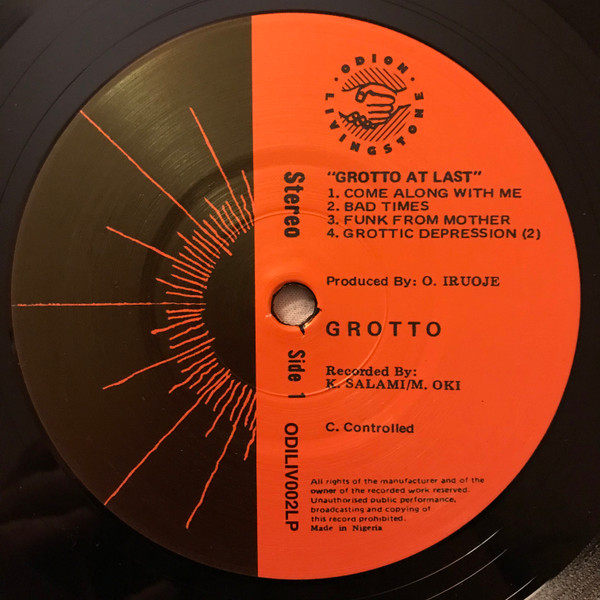 ODION
LIVINGSTONE
"GROTTO AT LAST"
1. COME ALONG WITH ME
2. BAD TIMES
3. FUNK FROM MOTHER
4. GROTTIC DEPRESSION (2)
Stereo
Produced By: O. IRUOJE
GROTTO
Side 1
Recorded By:
K. SALAMI/M. OKI
C. Controlled
ODILIV002LP
All rights of the manufacturer and of the
owner of the recorded work reserved.
Unauthorised public performance,
broadcasting and copying of
this record prohibited.
Made in Nigeria